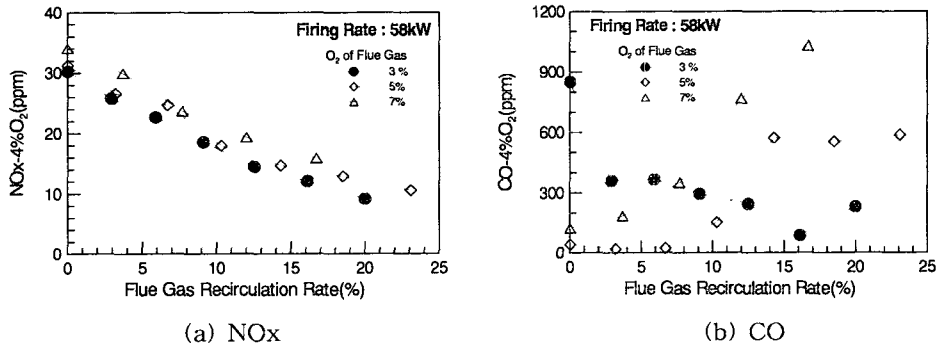 Firing Rate : 58kW
O₂ of Flue Gas
3 %
5%
7%
NOx-4%O₂(ppm)
40
30
20
10
0
0 5 10 15 20 25
Flue Gas Recirculation Rate(%)
(a) NOx
Firing Rate : 58kW
O₂ of Flue Gas
3 %
5%
7%
CO-4%O₂(ppm)
1200
900
600
300
0
0 5 10 15 20 25
Flue Gas Recirculation Rate(%)
(b) CO